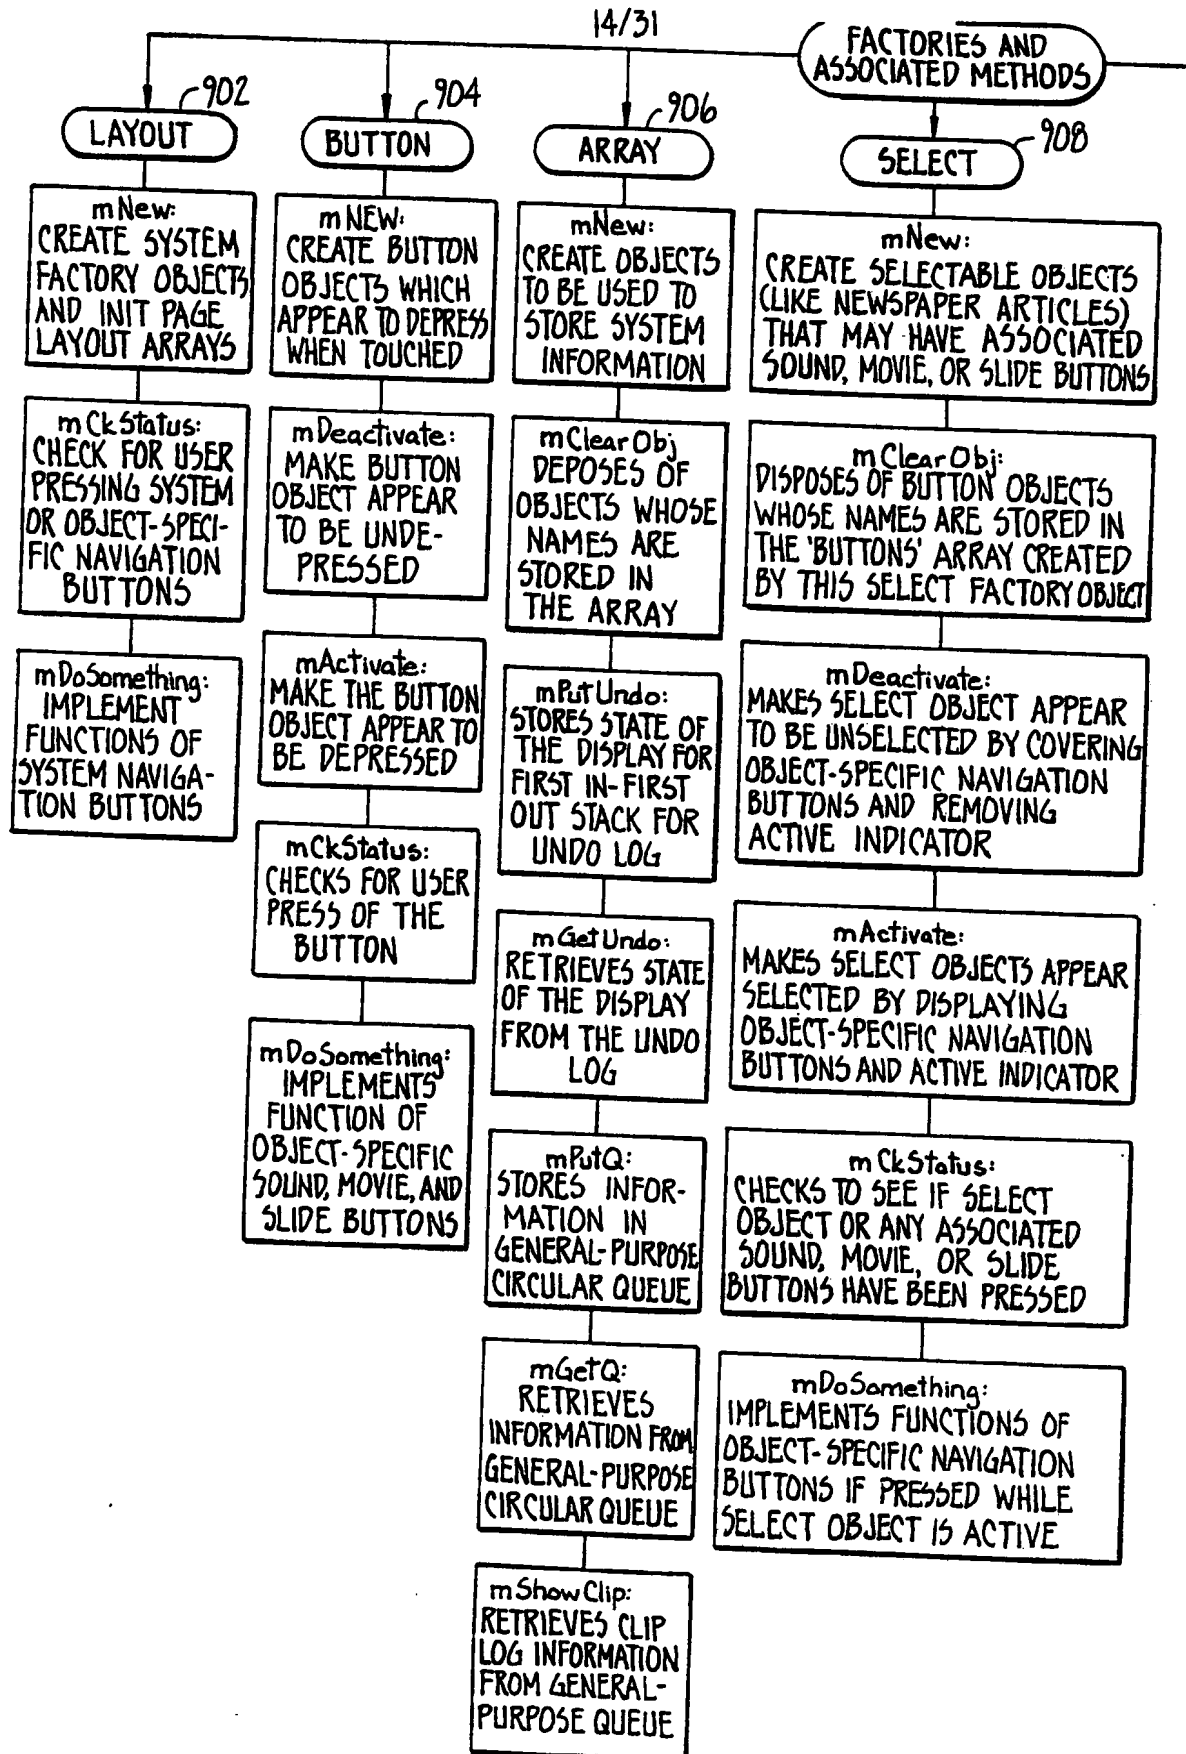 14/31
FACTORIES AND
ASSOCIATED METHODS
902
LAYOUT
mNew:
CREATE SYSTEM
FACTORY OBJECTS
AND INIT PAGE
LAYOUT ARRAYS
mCkStatus:
CHECK FOR USER
PRESSING SYSTEM
OR OBJECT-SPECI-
FIC NAVIGATION
BUTTONS
mDoSomething:
IMPLEMENT
FUNCTIONS OF
SYSTEM NAVIGA-
TION BUTTONS
904
BUTTON
mNEW:
CREATE BUTTON
OBJECTS WHICH
APPEAR TO DEPRESS
WHEN TOUCHED
mDeactivate:
MAKE BUTTON
OBJECT APPEAR
TO BE UNDE-
PRESSED
mActivate:
MAKE THE BUTTON
OBJECT APPEAR TO
BE DEPRESSED
mCkStatus:
CHECKS FOR USER
PRESS OF THE
BUTTON
mDoSomething:
IMPLEMENTS
FUNCTION OF
OBJECT-SPECIFIC
SOUND, MOVIE, AND
SLIDE BUTTONS
906
ARRAY
mNew:
CREATE OBJECTS
TO BE USED TO
STORE SYSTEM
INFORMATION
mClearObj
DEPOSES OF
OBJECTS WHOSE
NAMES ARE
STORED IN
THE ARRAY
mPutUndo:
STORES STATE OF
THE DISPLAY FOR
FIRST IN-FIRST
OUT STACK FOR
UNDO LOG
mGetUndo:
RETRIEVES STATE
OF THE DISPLAY
FROM THE UNDO
LOG
mPutQ:
STORES INFOR-
MATION IN
GENERAL-PURPOSE
CIRCULAR QUEUE
mGetQ:
RETRIEVES
INFORMATION FROM
GENERAL-PURPOSE
CIRCULAR QUEUE
mShowClip:
RETRIEVES CLIP
LOG INFORMATION
FROM GENERAL-
PURPOSE QUEUE
908
SELECT
mNew:
CREATE SELECTABLE OBJECTS
(LIKE NEWSPAPER ARTICLES)
THAT MAY HAVE ASSOCIATED
SOUND, MOVIE, OR SLIDE BUTTONS
mClearObj:
DISPOSES OF BUTTON OBJECTS
WHOSE NAMES ARE STORED IN
THE 'BUTTONS' ARRAY CREATED
BY THIS SELECT FACTORY OBJECT
mDeactivate:
MAKES SELECT OBJECT APPEAR
TO BE UNSELECTED BY COVERING
OBJECT-SPECIFIC NAVIGATION
BUTTONS AND REMOVING
ACTIVE INDICATOR
mActivate:
MAKES SELECT OBJECTS APPEAR
SELECTED BY DISPLAYING
OBJECT-SPECIFIC NAVIGATION
BUTTONS AND ACTIVE INDICATOR
mCkStatus:
CHECKS TO SEE IF SELECT
OBJECT OR ANY ASSOCIATED
SOUND, MOVIE, OR SLIDE
BUTTONS HAVE BEEN PRESSED
mDoSomething:
IMPLEMENTS FUNCTIONS OF
OBJECT-SPECIFIC NAVIGATION
BUTTONS IF PRESSED WHILE
SELECT OBJECT IS ACTIVE